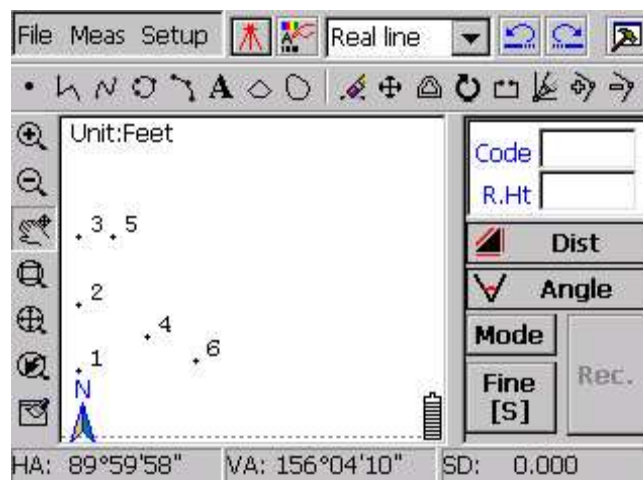 File Meas Setup Real line
A
Unit:Feet
Code
R.Ht
3 5
Dist
2
Angle
4
Mode
6
1
Rec.
N
Fine
[S]
HA: 89°59'58" VA: 156°04'10" SD: 0.000